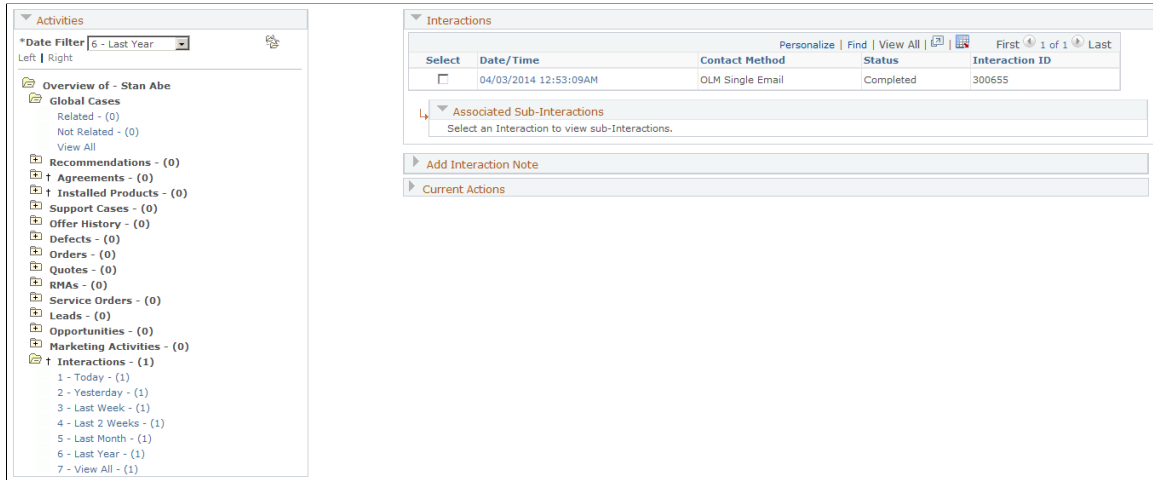 Activities
*Date Filter 6 - Last Year
Left | Right
Overview of - Stan Abe
Global Cases
Related - (0)
Not Related - (0)
View All
Recommendations - (0)
† Agreements - (0)
† Installed Products - (0)
Support Cases - (0)
Offer History - (0)
Defects - (0)
Orders - (0)
Quotes - (0)
RMAs - (0)
Service Orders - (0)
Leads - (0)
Opportunities - (0)
Marketing Activities - (0)
† Interactions - (1)
1 - Today - (1)
2 - Yesterday - (1)
3 - Last Week - (1)
4 - Last 2 Weeks - (1)
5 - Last Month - (1)
6 - Last Year - (1)
7 - View All - (1)
Interactions
Personalize | Find | View All | | First 1 of 1 Last
Select Date/Time Contact Method Status Interaction ID
04/03/2014 12:53:09AM OLM Single Email Completed 300655
Associated Sub-Interactions
Select an Interaction to view sub-Interactions.
Add Interaction Note
Current Actions